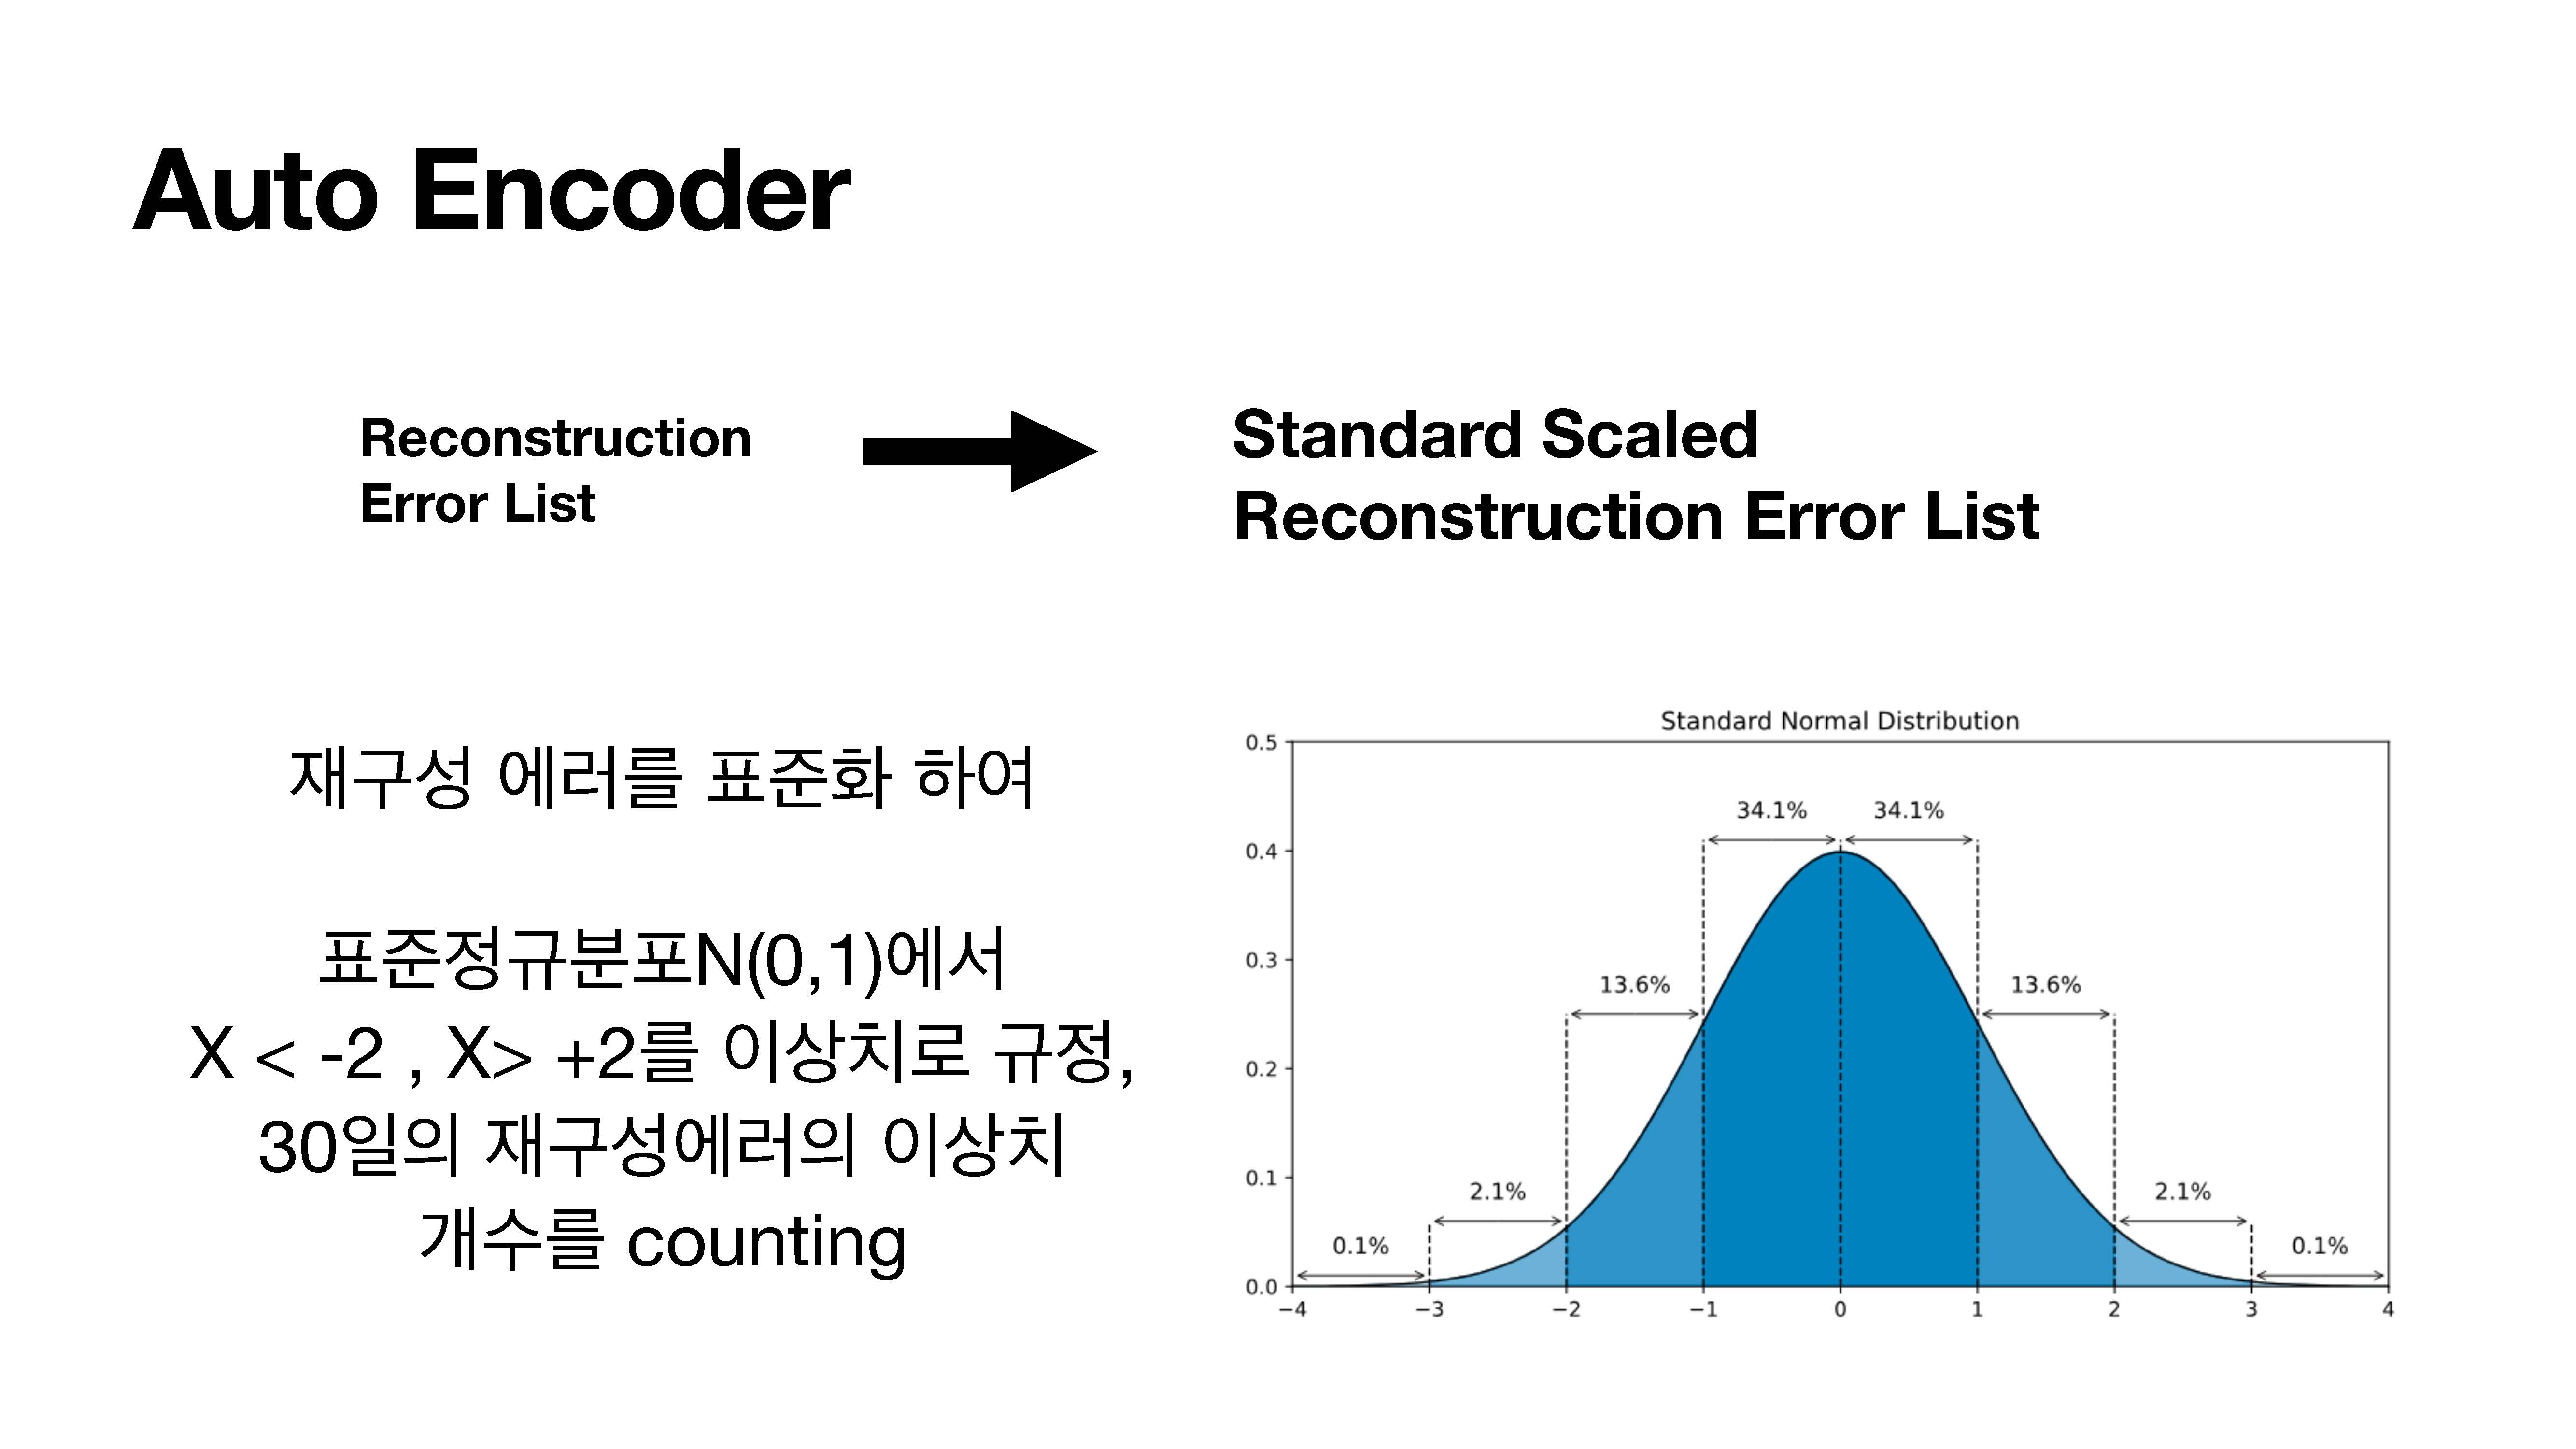 Auto Encoder
Reconstruction
Error List
Standard Scaled
Reconstruction Error List
재구성 에러를 표준화 하여
표준정규분포N(0,1)에서
X < -2 , X> +2를 이상치로 규정,
30일의 재구성에러의 이상치
개수를 counting
Standard Normal Distribution
0.5
34.1% 34.1%
0.4
0.3
13.6% 13.6%
0.2
0.1
2.1% 2.1%
0.1% 0.1%
0.0
−4 −3 −2 −1 0 1 2 3 4